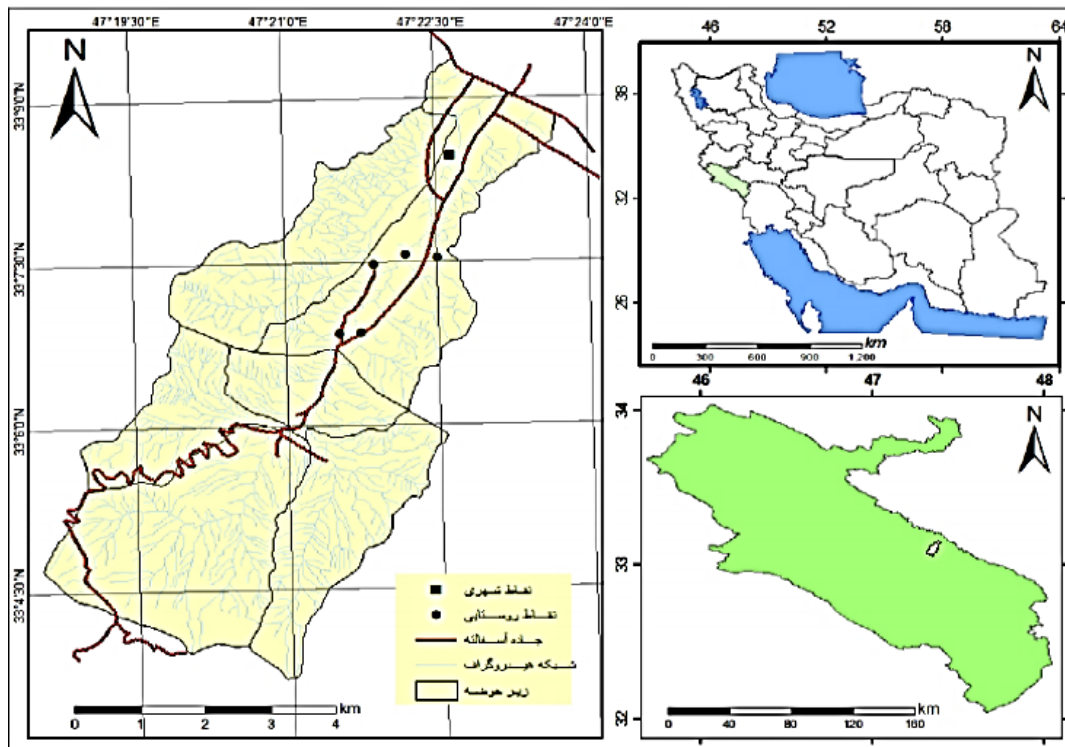 47°19'30"E 47°21'0"E 47°22'30"E 47°24'0"E
N
33°9'0"N
33°7'30"N
33°6'0"N
33°4'30"N
نقاط شهری
نقاط روستایی
جاده آسفالته
شبکه هیدروگراف
زیر حوضه
km
0 1 2 3 4
46 52 58 64
N
38
32
26
km
0 300 600 900 1,200
46 47 48
N
34
33
32
km
0 40 80 120 160